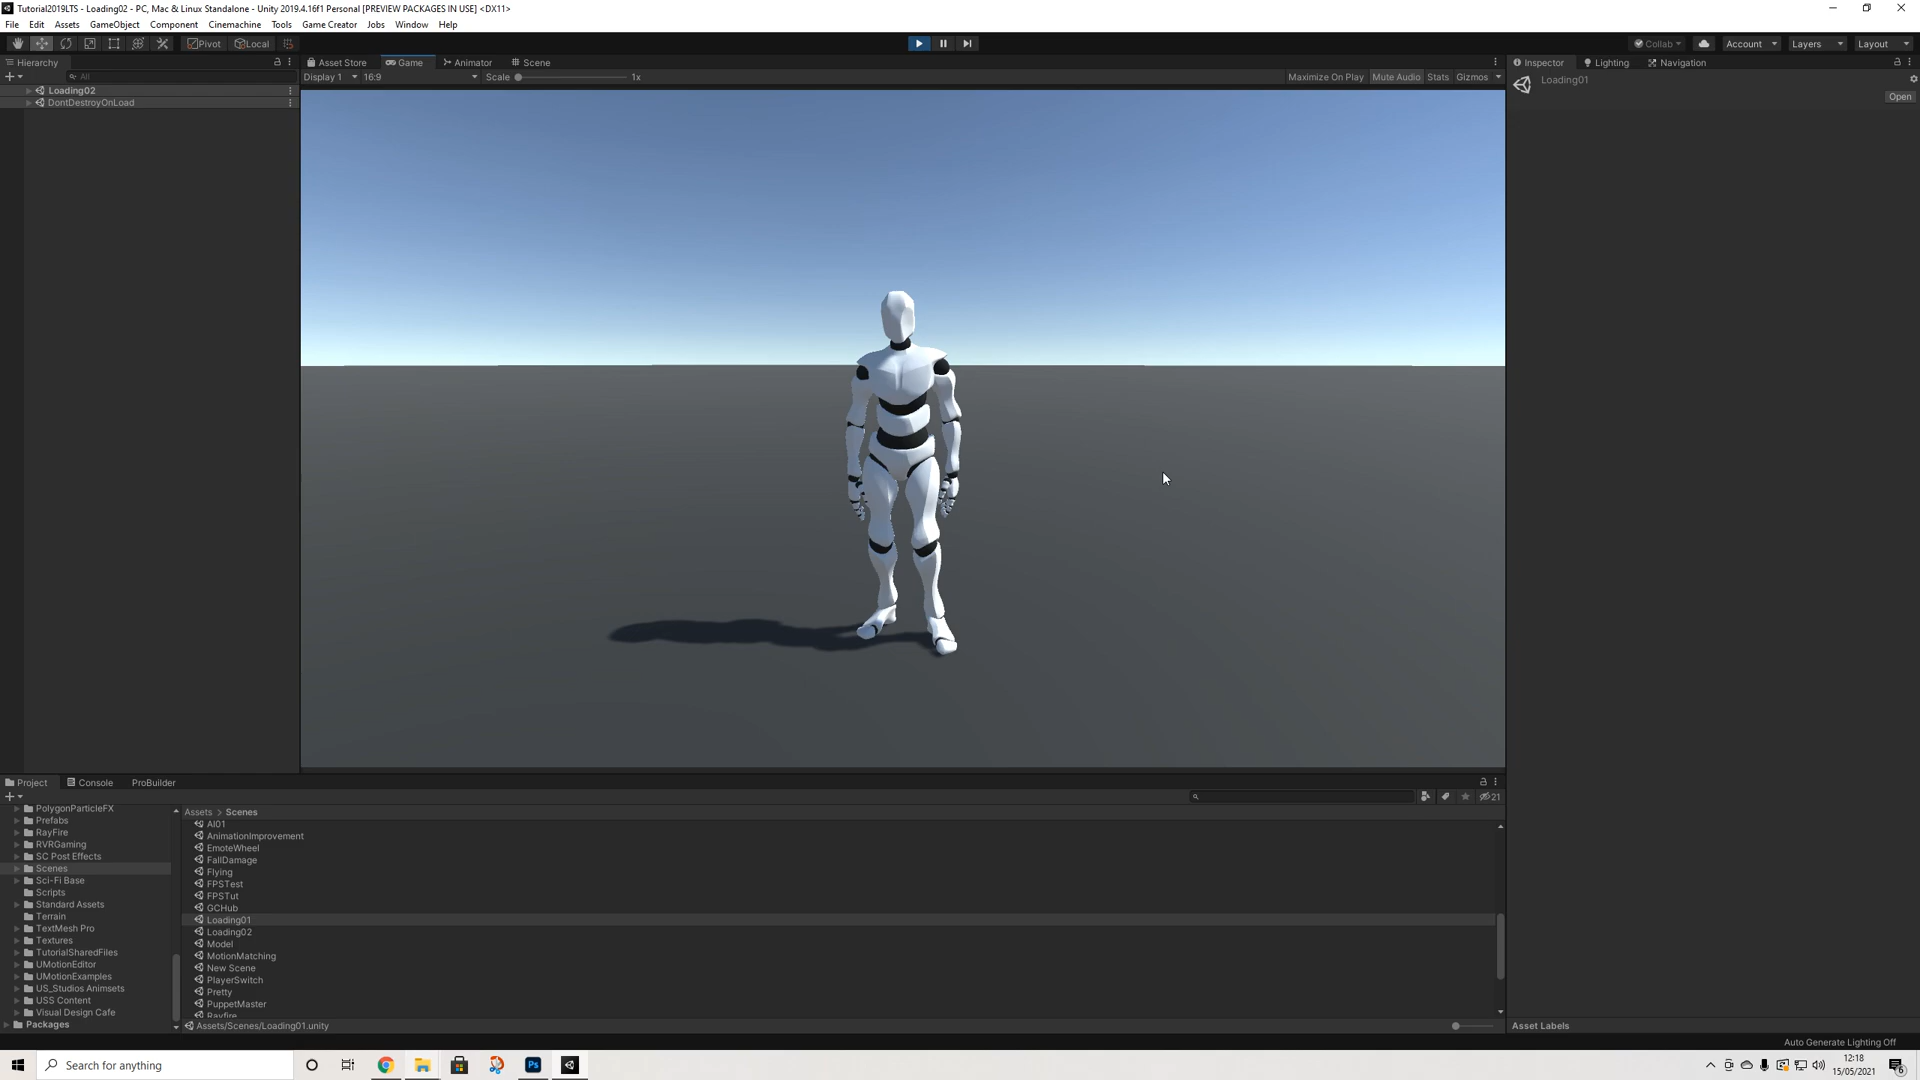 Tutorial2019LTS - Loading02 - PC, Mac & Linux Standalone - Unity 2019.4.16f1 Personal [PREVIEW PACKAGES IN USE] <DX11>
File Edit Assets GameObject Component Cinemachine Tools Game Creator Jobs Window Help
Pivot Local Collab Account Layers Layout
Hierarchy Asset Store Game Animator Scene Inspector Lighting Navigation
All Display 1 16:9 Scale 1x Maximize On Play Mute Audio Stats Gizmos Loading01
Loading02 Open
DontDestroyOnLoad
Project Console ProBuilder
21
PolygonParticleFX
Prefabs
RayFire
RVRGaming
SC Post Effects
Scenes
Sci-Fi Base
Scripts
Standard Assets
Terrain
TextMesh Pro
Textures
TutorialSharedFiles
UMotionEditor
UMotionExamples
US_Studios Animsets
USS Content
Visual Design Cafe
Packages
Assets > Scenes
AI01
AnimationImprovement
EmoteWheel
FallDamage
Flying
FPSTest
FPSTut
GCHub
Loading01
Loading02
Model
MotionMatching
New Scene
PlayerSwitch
Pretty
PuppetMaster
Rayfire
Assets/Scenes/Loading01.unity
Asset Labels
Auto Generate Lighting Off
Search for anything
Ps
12:18
15/05/2021
6